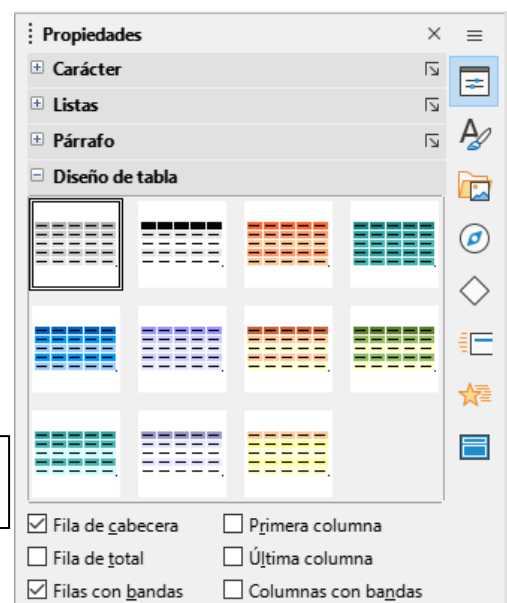 Propiedades
Carácter
Listas
Párrafo
Diseño de tabla
Fila de cabecera Primera columna
Fila de total Última columna
Filas con bandas Columnas con bandas